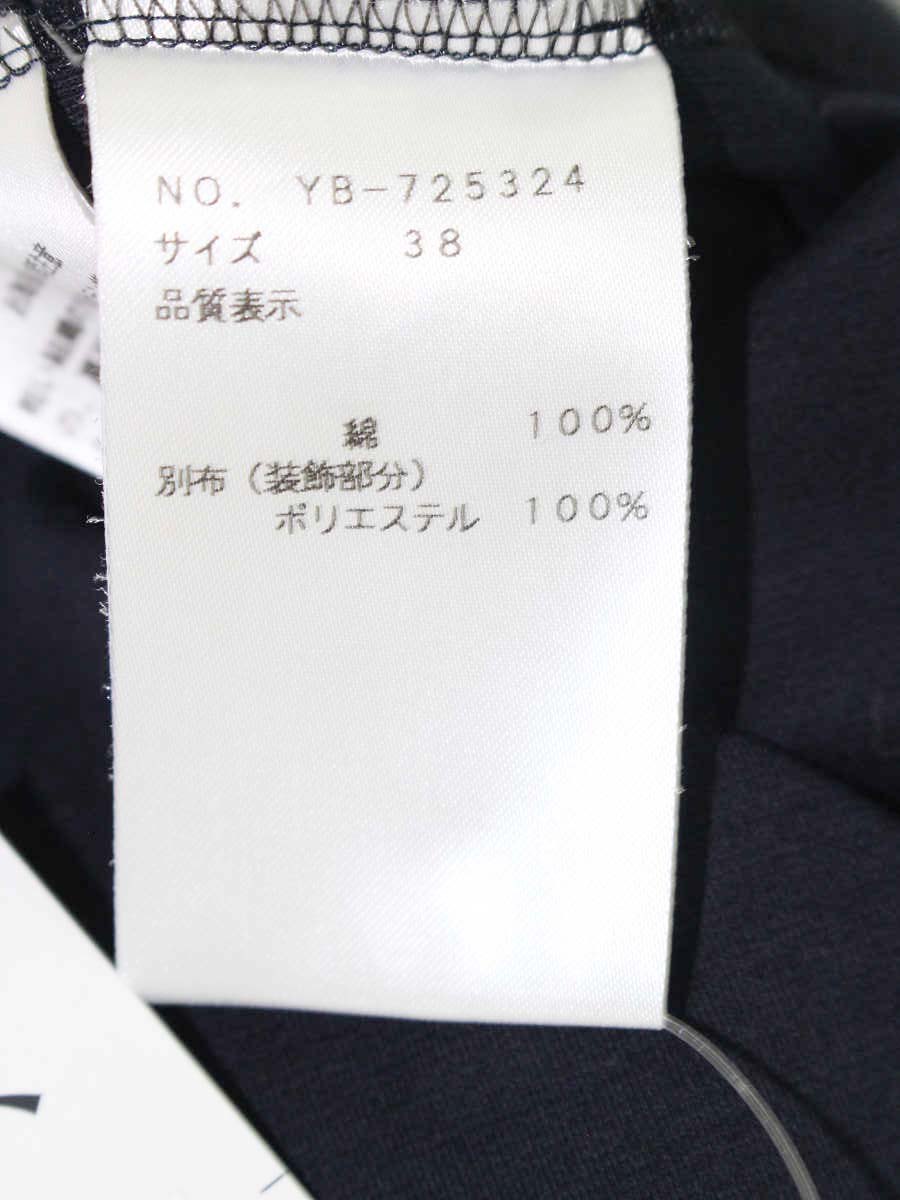 NO. YB-725324
サイズ 38
品質表示
綿 100%
別布(装飾部分)
ポリエステル 100%